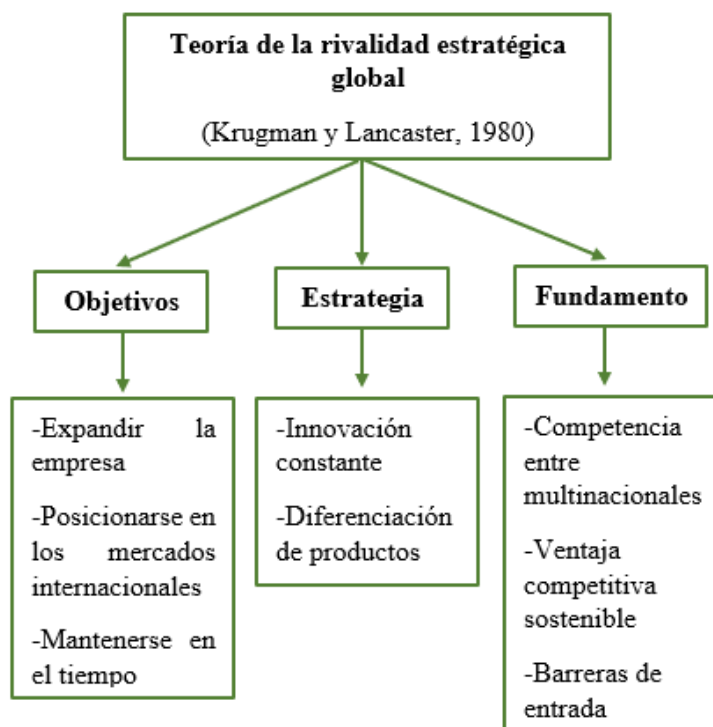 Teoría de la rivalidad estratégica
global
(Krugman y Lancaster, 1980)
Objetivos
Estrategia
Fundamento
-Expandir la
empresa
-Posicionarse en
los mercados
internacionales
-Mantenerse en
el tiempo
-Innovación
constante
-Diferenciación
de productos
-Competencia
entre
multinacionales
-Ventaja
competitiva
sostenible
-Barreras de
entrada